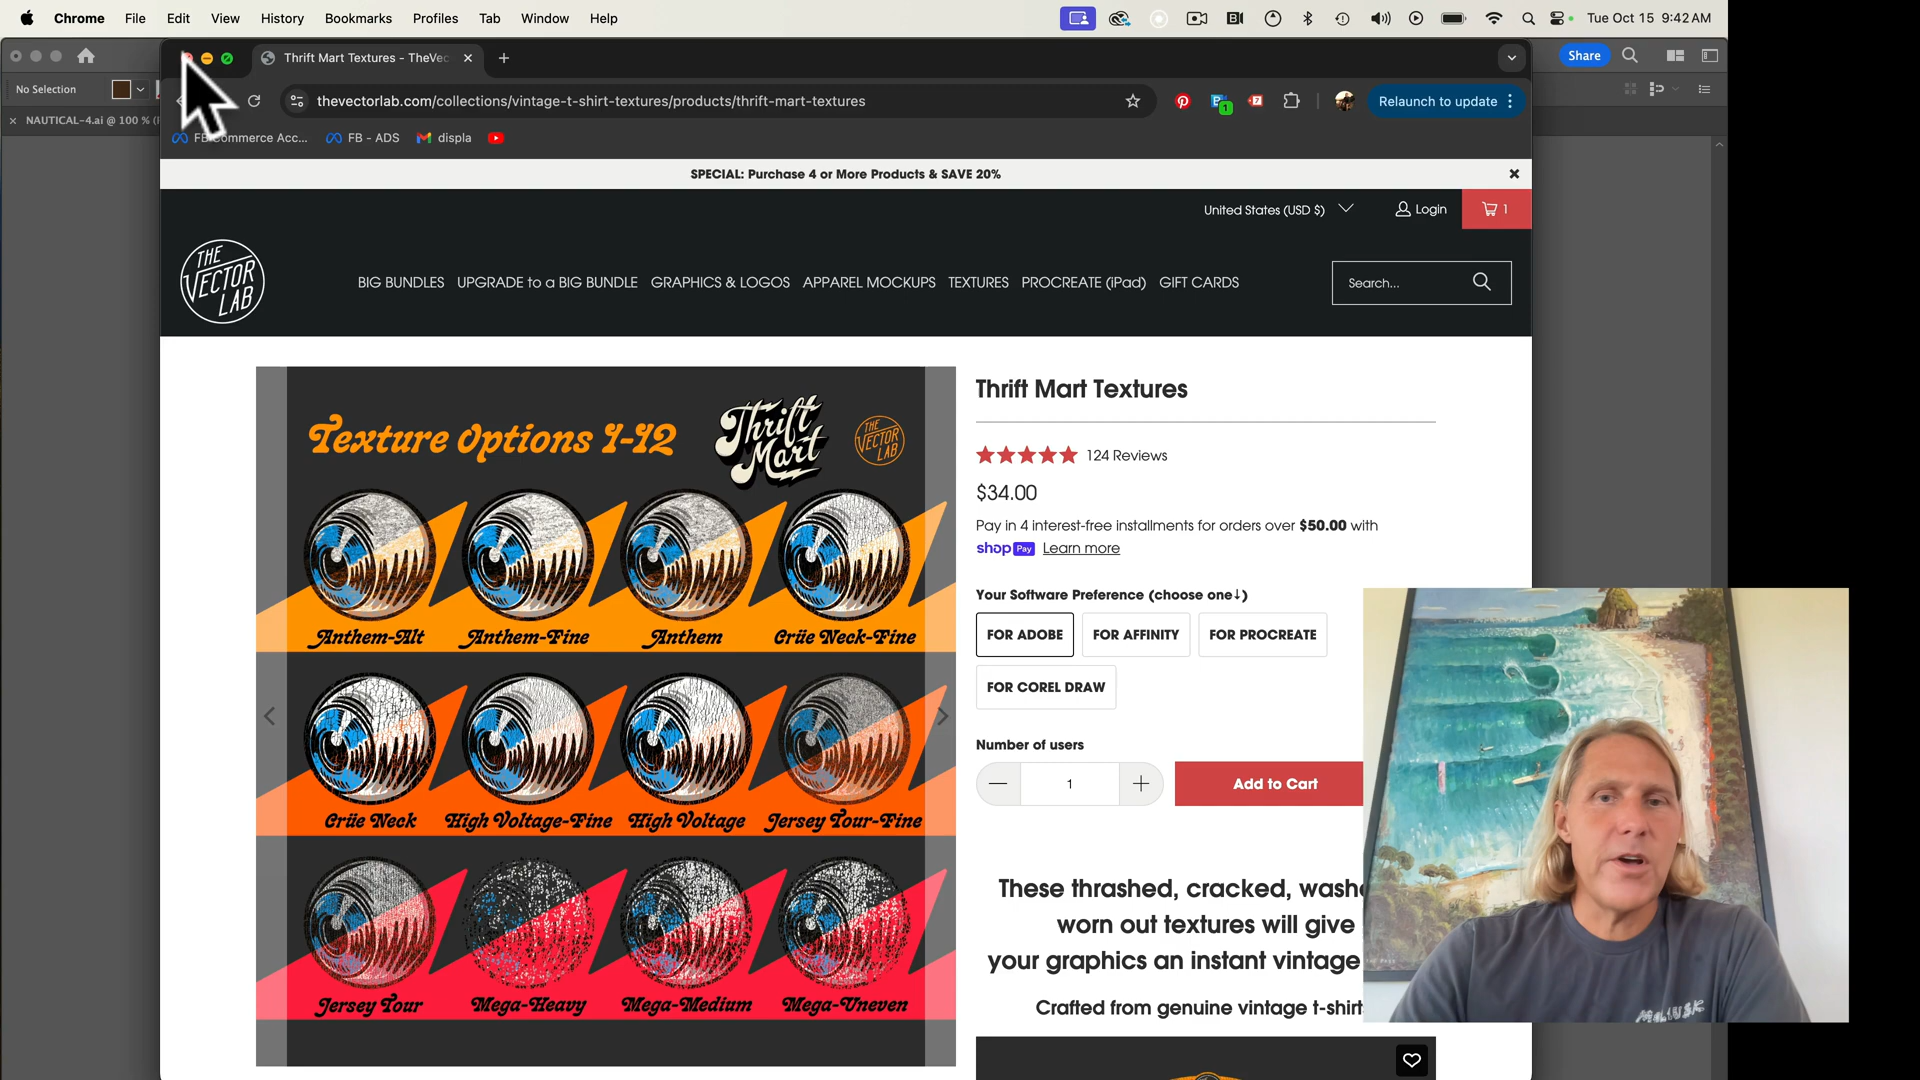 Chrome File Edit View History Bookmarks Profiles Tab Window Help
Tue Oct 15 9:42 AM
Thrift Mart Textures - TheVec
Share
No Selection
thevectorlab.com/collections/vintage-t-shirt-textures/products/thrift-mart-textures
Relaunch to update
NAUTICAL-4.ai @ 100 %
FB Commerce Acc... FB - ADS displa
SPECIAL: Purchase 4 or More Products & SAVE 20%
United States (USD $) Login 1
THE VECTOR LAB
BIG BUNDLES UPGRADE to a BIG BUNDLE GRAPHICS & LOGOS APPAREL MOCKUPS TEXTURES PROCREATE (iPad) GIFT CARDS
Search...
Texture Options 1-12
Thrift Mart
THE VECTOR LAB
Anthem-Alt Anthem-Fine Anthem Grüe Neck-Fine
Grüe Neck High Voltage-Fine High Voltage Jersey Tour-Fine
Jersey Tour Mega-Heavy Mega-Medium Mega-Uneven
Thrift Mart Textures
124 Reviews
$34.00
Pay in 4 interest-free installments for orders over $50.00 with
shop Pay Learn more
Your Software Preference (choose one↓)
FOR ADOBE FOR AFFINITY FOR PROCREATE
FOR COREL DRAW
Number of users
1
Add to Cart
These thrashed, cracked, washe
worn out textures will give
your graphics an instant vintage
Crafted from genuine vintage t-shirt